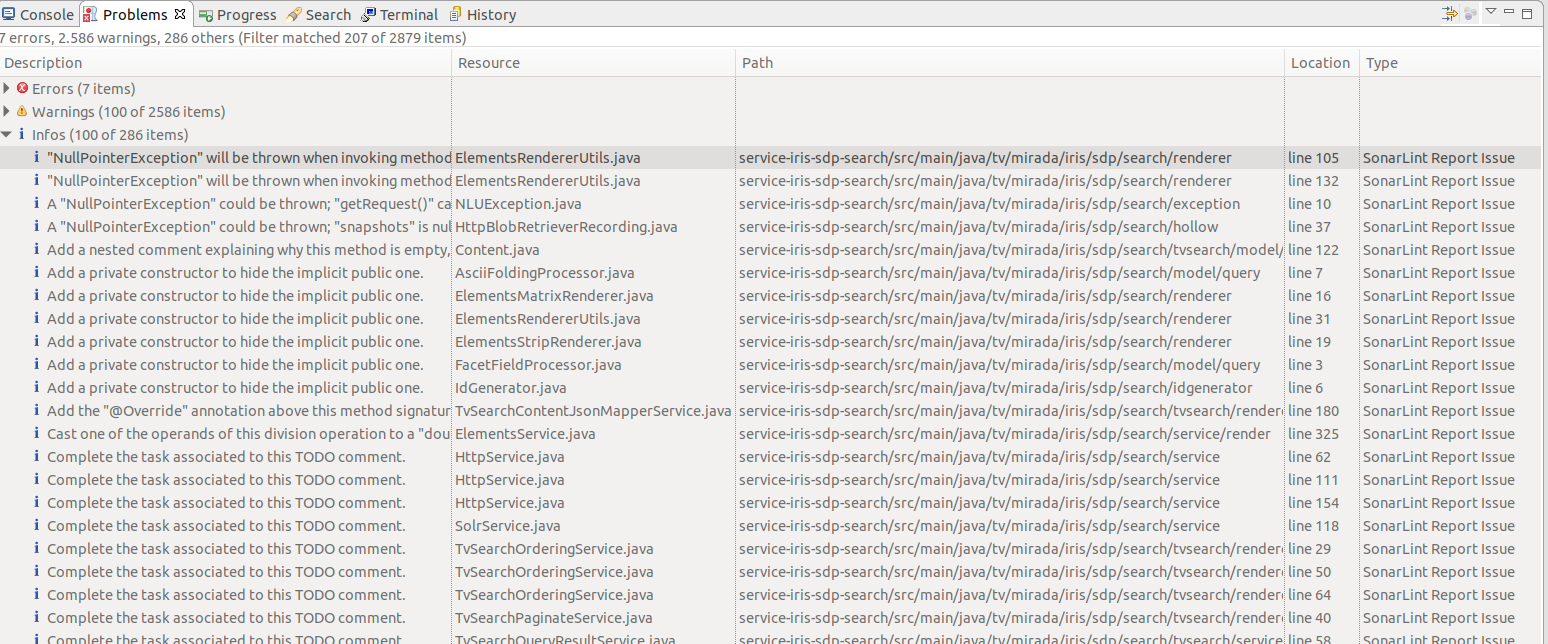 Console Problems Progress Search Terminal History
7 errors, 2.586 warnings, 286 others (Filter matched 207 of 2879 items)
Description Resource Path Location Type
Errors (7 items)
Warnings (100 of 2586 items)
Infos (100 of 286 items)
"NullPointerException" will be thrown when invoking method ElementsRendererUtils.java service-iris-sdp-search/src/main/java/tv/mirada/iris/sdp/search/renderer line 105 SonarLint Report Issue
"NullPointerException" will be thrown when invoking method ElementsRendererUtils.java service-iris-sdp-search/src/main/java/tv/mirada/iris/sdp/search/renderer line 132 SonarLint Report Issue
A "NullPointerException" could be thrown; "getRequest()" ca NLUException.java service-iris-sdp-search/src/main/java/tv/mirada/iris/sdp/search/exception line 10 SonarLint Report Issue
A "NullPointerException" could be thrown; "snapshots" is nul HttpBlobRetrieverRecording.java service-iris-sdp-search/src/main/java/tv/mirada/iris/sdp/search/hollow line 37 SonarLint Report Issue
Add a nested comment explaining why this method is empty, Content.java service-iris-sdp-search/src/main/java/tv/mirada/iris/sdp/search/tvsearch/model/ line 122 SonarLint Report Issue
Add a private constructor to hide the implicit public one. AsciiFoldingProcessor.java service-iris-sdp-search/src/main/java/tv/mirada/iris/sdp/search/model/query line 7 SonarLint Report Issue
Add a private constructor to hide the implicit public one. ElementsMatrixRenderer.java service-iris-sdp-search/src/main/java/tv/mirada/iris/sdp/search/renderer line 16 SonarLint Report Issue
Add a private constructor to hide the implicit public one. ElementsRendererUtils.java service-iris-sdp-search/src/main/java/tv/mirada/iris/sdp/search/renderer line 31 SonarLint Report Issue
Add a private constructor to hide the implicit public one. ElementsStripRenderer.java service-iris-sdp-search/src/main/java/tv/mirada/iris/sdp/search/renderer line 19 SonarLint Report Issue
Add a private constructor to hide the implicit public one. FacetFieldProcessor.java service-iris-sdp-search/src/main/java/tv/mirada/iris/sdp/search/model/query line 3 SonarLint Report Issue
Add a private constructor to hide the implicit public one. IdGenerator.java service-iris-sdp-search/src/main/java/tv/mirada/iris/sdp/search/idgenerator line 6 SonarLint Report Issue
Add the "@Override" annotation above this method signatur TvSearchContentJsonMapperService.java service-iris-sdp-search/src/main/java/tv/mirada/iris/sdp/search/tvsearch/render line 180 SonarLint Report Issue
Cast one of the operands of this division operation to a "dou ElementsService.java service-iris-sdp-search/src/main/java/tv/mirada/iris/sdp/search/service/render line 325 SonarLint Report Issue
Complete the task associated to this TODO comment. HttpService.java service-iris-sdp-search/src/main/java/tv/mirada/iris/sdp/search/service line 62 SonarLint Report Issue
Complete the task associated to this TODO comment. HttpService.java service-iris-sdp-search/src/main/java/tv/mirada/iris/sdp/search/service line 111 SonarLint Report Issue
Complete the task associated to this TODO comment. HttpService.java service-iris-sdp-search/src/main/java/tv/mirada/iris/sdp/search/service line 154 SonarLint Report Issue
Complete the task associated to this TODO comment. SolrService.java service-iris-sdp-search/src/main/java/tv/mirada/iris/sdp/search/service line 118 SonarLint Report Issue
Complete the task associated to this TODO comment. TvSearchOrderingService.java service-iris-sdp-search/src/main/java/tv/mirada/iris/sdp/search/tvsearch/render line 29 SonarLint Report Issue
Complete the task associated to this TODO comment. TvSearchOrderingService.java service-iris-sdp-search/src/main/java/tv/mirada/iris/sdp/search/tvsearch/render line 50 SonarLint Report Issue
Complete the task associated to this TODO comment. TvSearchOrderingService.java service-iris-sdp-search/src/main/java/tv/mirada/iris/sdp/search/tvsearch/render line 64 SonarLint Report Issue
Complete the task associated to this TODO comment. TvSearchPaginateService.java service-iris-sdp-search/src/main/java/tv/mirada/iris/sdp/search/tvsearch/render line 40 SonarLint Report Issue
Complete the task associated to this TODO comment. TvSearchQueryResultService.java service-iris-sdp-search/src/main/java/tv/mirada/iris/sdp/search/tvsearch/service line 58 SonarLint Report Issue